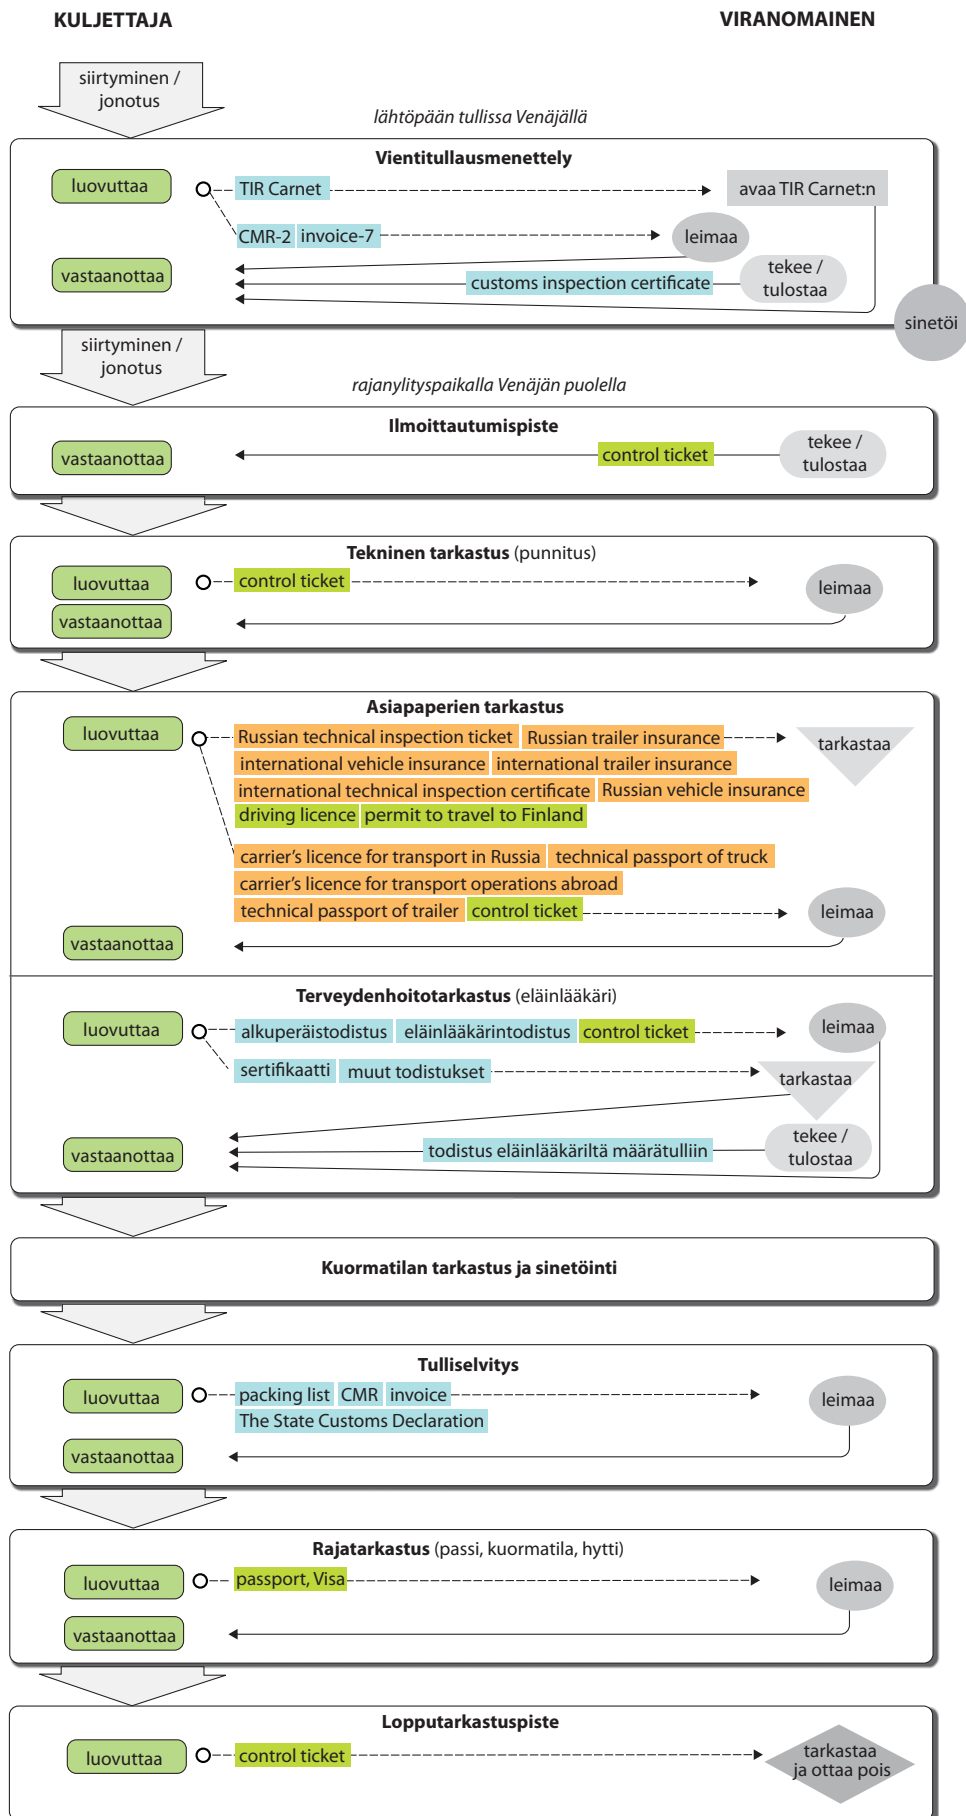 KULJETTAJA
VIRANOMAINEN
siirtyminen /
jonotus
lähtöpään tullissa Venäjällä
Vientitullausmenettely
luovuttaa
TIR Carnet
avaa TIR Carnet:n
CMR-2 invoice-7
leimaa
vastaanottaa
customs inspection certificate
tekee /
tulostaa
sinetöi
siirtyminen /
jonotus
rajanylityspaikalla Venäjän puolella
Ilmoittautumispiste
vastaanottaa
control ticket
tekee /
tulostaa
Tekninen tarkastus (punnitus)
luovuttaa
control ticket
leimaa
vastaanottaa
Asiapaperien tarkastus
luovuttaa
Russian technical inspection ticket Russian trailer insurance
tarkastaa
international vehicle insurance international trailer insurance
international technical inspection certificate Russian vehicle insurance
driving licence permit to travel to Finland
carrier's licence for transport in Russia technical passport of truck
carrier's licence for transport operations abroad
technical passport of trailer control ticket
leimaa
vastaanottaa
Terveydenhoitotarkastus (eläinlääkäri)
luovuttaa
alkuperäistodistus eläinlääkärintodistus control ticket
leimaa
sertifikaatti muut todistukset
tarkastaa
vastaanottaa
todistus eläinlääkäriltä määrätulliin
tekee /
tulostaa
Kuormatilan tarkastus ja sinetöinti
Tulliselvitys
luovuttaa
packing list CMR invoice
leimaa
The State Customs Declaration
vastaanottaa
Rajatarkastus (passi, kuormatila, hytti)
luovuttaa
passport, Visa
leimaa
vastaanottaa
Lopputarkastuspiste
luovuttaa
control ticket
tarkastaa
ja ottaa pois